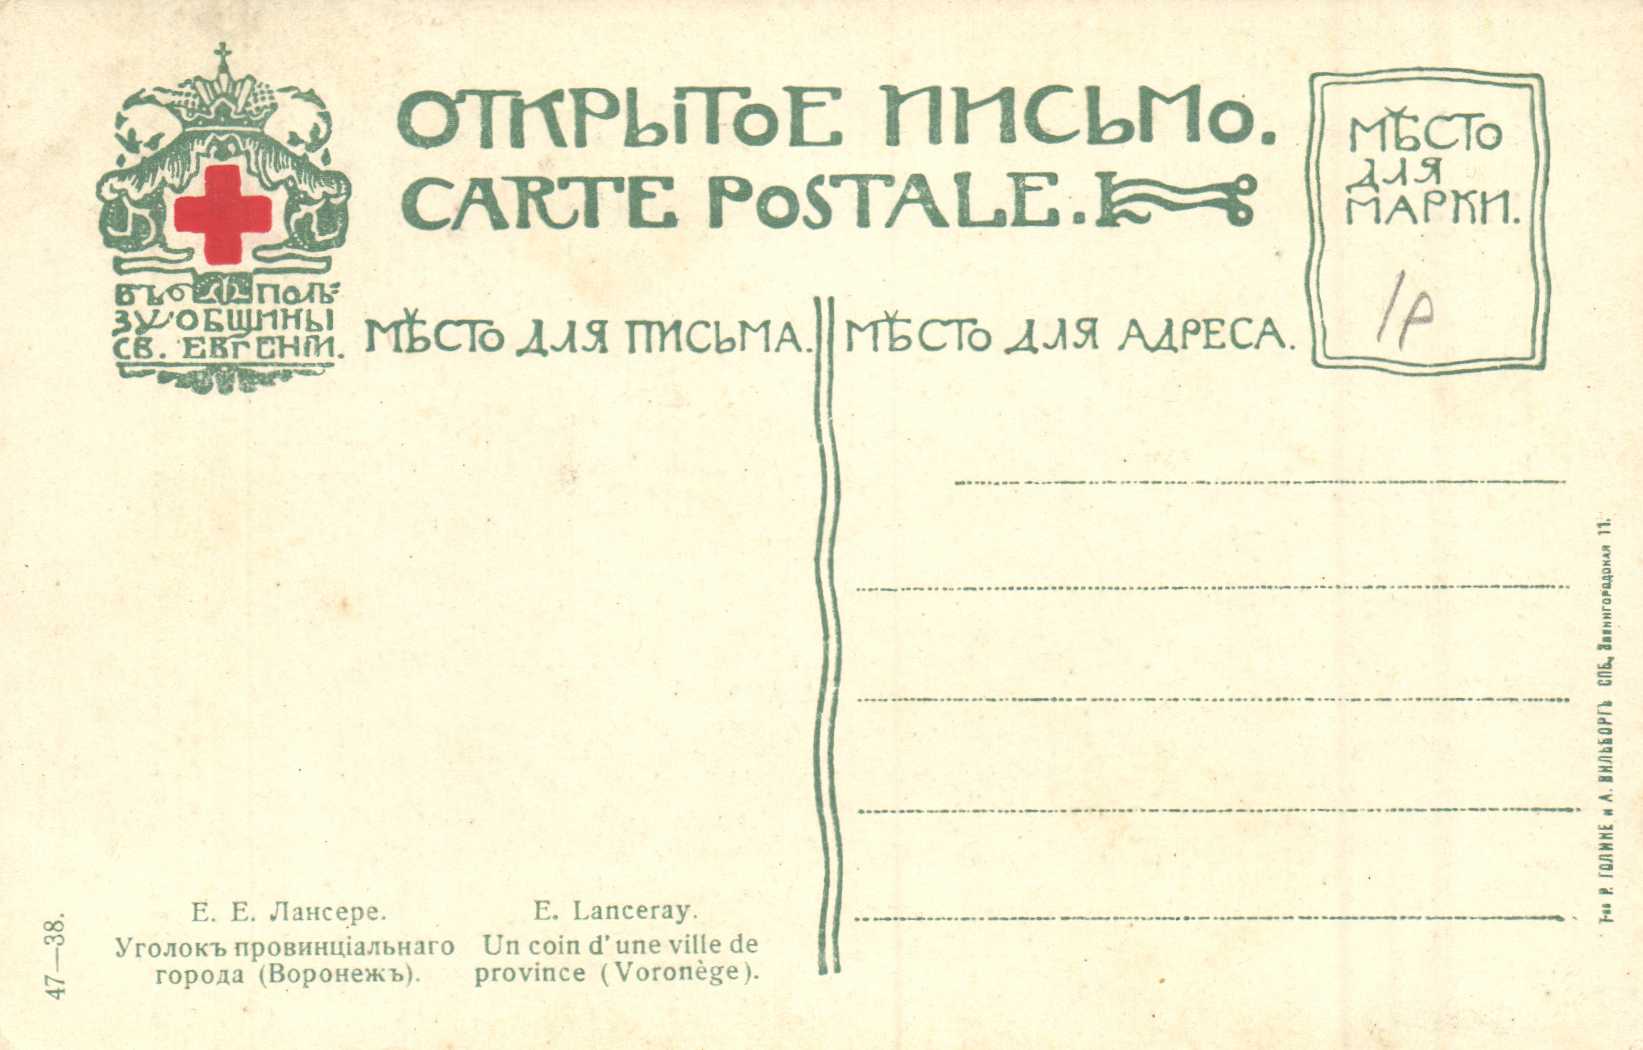 ОТКРЫТОЕ ПИСЬМО.
CARTE POSTALE.
МѢСТО
ДЛЯ
МАРКИ.
1р
ВЪ ПОЛЬ-
ЗУ ОБЩИНЫ
СВ. ЕВГЕНІИ.
МѢСТО ДЛЯ ПИСЬМА.
МѢСТО ДЛЯ АДРЕСА.
Е. Е. Лансере.
Уголокъ провинціальнаго
города (Воронежъ).
E. Lanceray.
Un coin d'une ville de
province (Voronège).
47—38.
Т-во Р. ГОЛИКЕ и А. ВИЛЬБОРГЪ СПБ., Звенигородская 11.